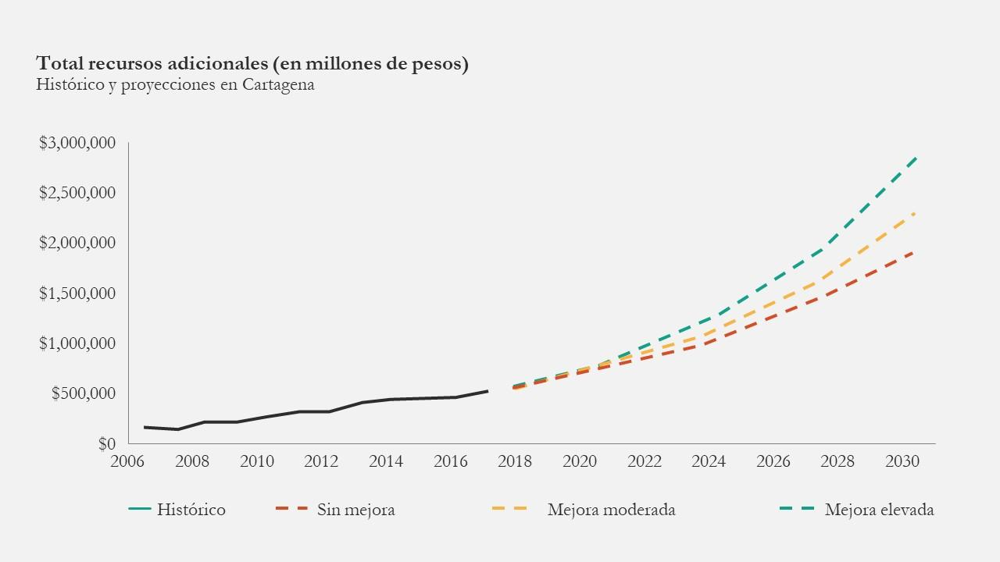 Total recursos adicionales (en millones de pesos)
Histórico y proyecciones en Cartagena
$3,000,000
$2,500,000
$2,000,000
$1,500,000
$1,000,000
$500,000
$0
2006 2008 2010 2012 2014 2016 2018 2020 2022 2024 2026 2028 2030
Histórico Sin mejora Mejora moderada Mejora elevada